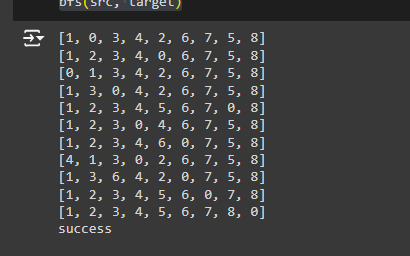 bfs(src, target)
[1, 0, 3, 4, 2, 6, 7, 5, 8]
[1, 2, 3, 4, 0, 6, 7, 5, 8]
[0, 1, 3, 4, 2, 6, 7, 5, 8]
[1, 3, 0, 4, 2, 6, 7, 5, 8]
[1, 2, 3, 4, 5, 6, 7, 0, 8]
[1, 2, 3, 0, 4, 6, 7, 5, 8]
[1, 2, 3, 4, 6, 0, 7, 5, 8]
[4, 1, 3, 0, 2, 6, 7, 5, 8]
[1, 3, 6, 4, 2, 0, 7, 5, 8]
[1, 2, 3, 4, 5, 6, 0, 7, 8]
[1, 2, 3, 4, 5, 6, 7, 8, 0]
success